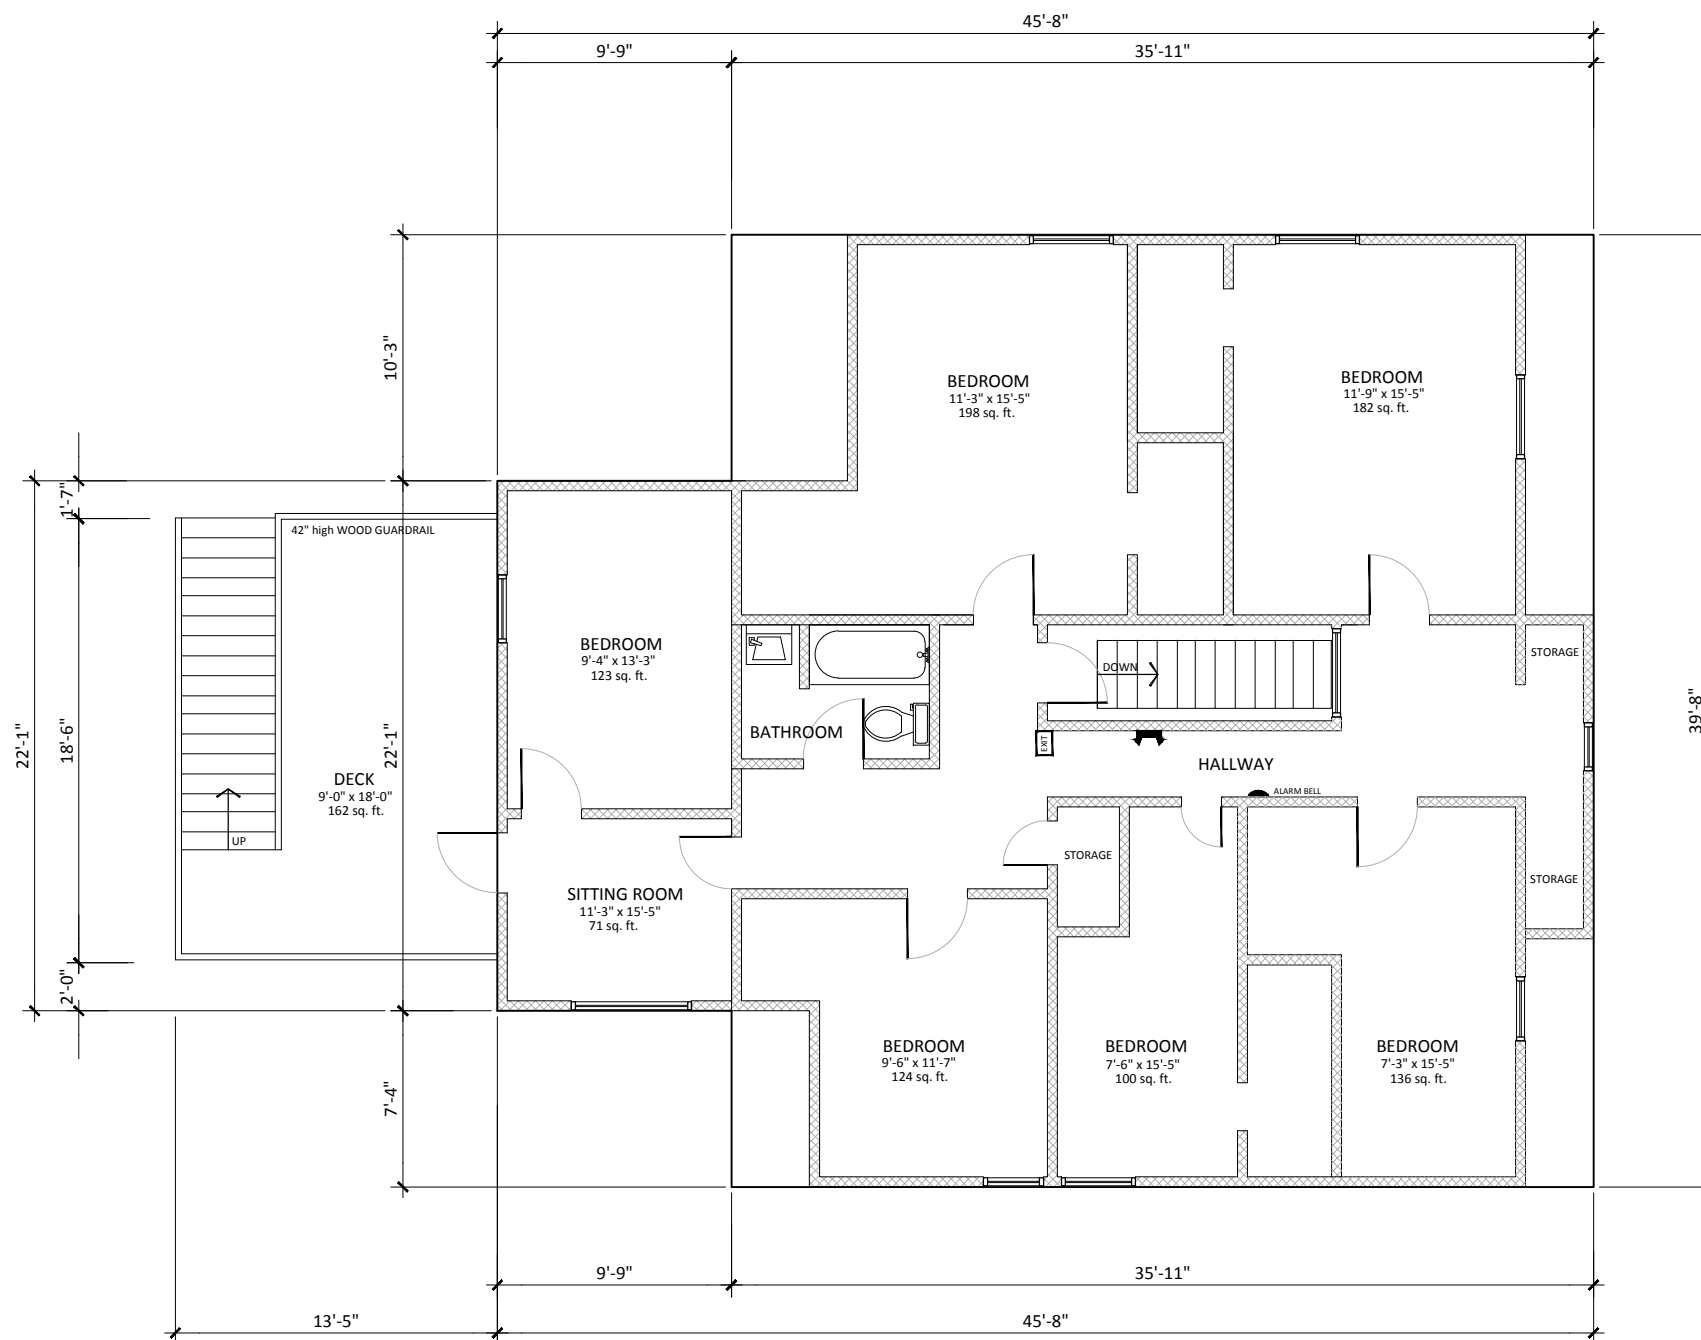 45'-8"
9'-9"
35'-11"
10'-3"
BEDROOM
11'-3" x 15'-5"
198 sq. ft.
BEDROOM
11'-9" x 15'-5"
182 sq. ft.
1'-7"
42" high WOOD GUARDRAIL
22'-1"
18'-6"
22'-1"
BEDROOM
9'-4" x 13'-3"
123 sq. ft.
STORAGE
DOWN
39'-8"
BATHROOM
EXIT
HALLWAY
DECK
9'-0" x 18'-0"
162 sq. ft.
ALARM BELL
UP
STORAGE
STORAGE
SITTING ROOM
11'-3" x 15'-5"
71 sq. ft.
2'-0"
BEDROOM
9'-6" x 11'-7"
124 sq. ft.
BEDROOM
7'-6" x 15'-5"
100 sq. ft.
BEDROOM
7'-3" x 15'-5"
136 sq. ft.
7'-4"
9'-9"
35'-11"
13'-5"
45'-8"